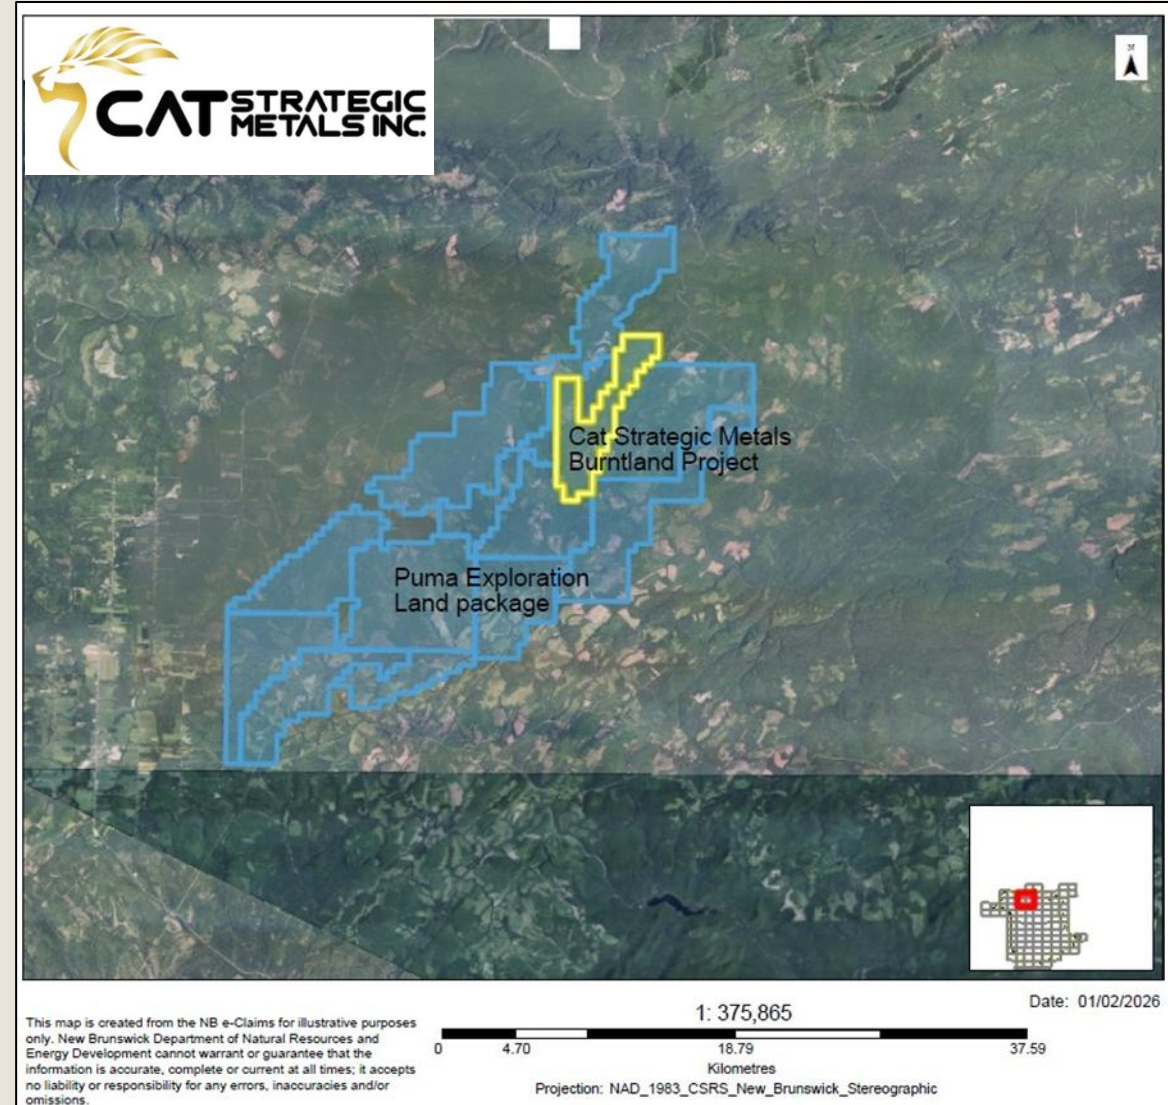 CAT STRATEGIC
METALS INC.
N
Cat Strategic Metals
Burntland Project
Puma Exploration
Land package
Date: 01/02/2026
This map is created from the NB e-Claims for illustrative purposes
only. New Brunswick Department of Natural Resources and
Energy Development cannot warrant or guarantee that the
information is accurate, complete or current at all times; it accepts
no liability or responsibility for any errors, inaccuracies and/or
omissions.
1: 375,865
0 4.70 18.79 37.59
Kilometres
Projection: NAD_1983_CSRS_New_Brunswick_Stereographic